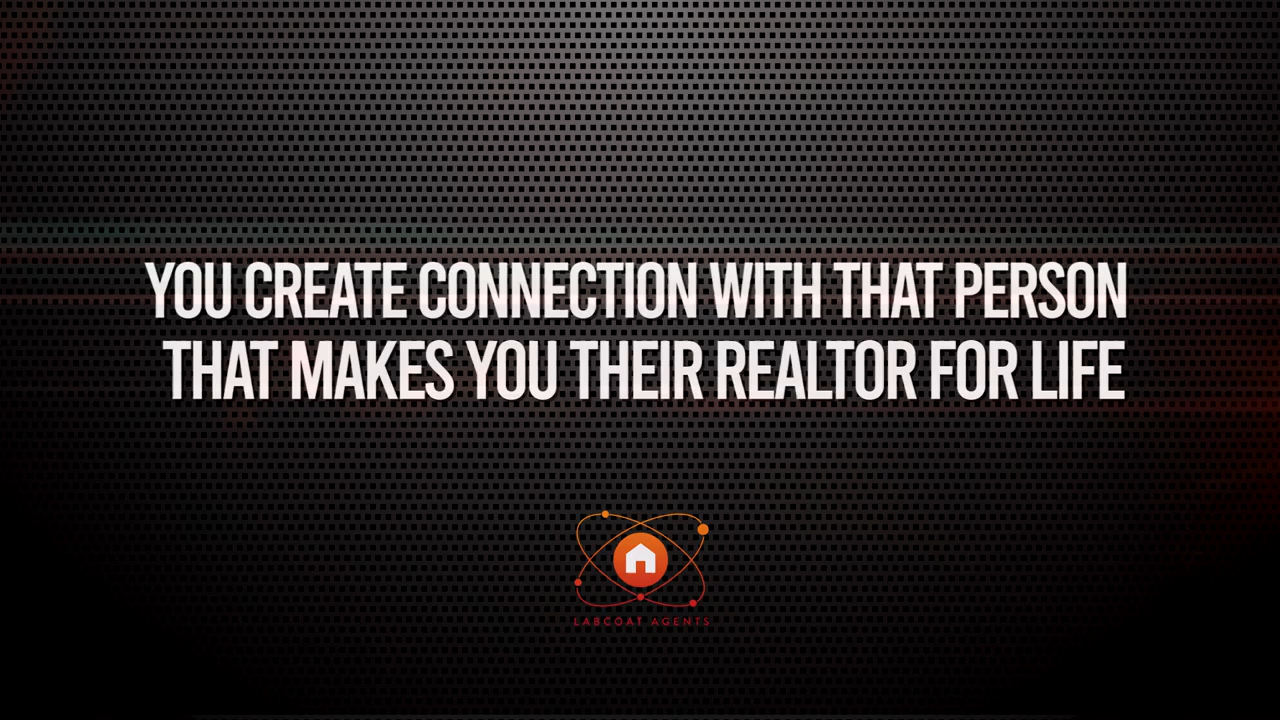 YOU CREATE CONNECTION WITH THAT PERSON
THAT MAKES YOU THEIR REALTOR FOR LIFE
LABCOAT AGENTS